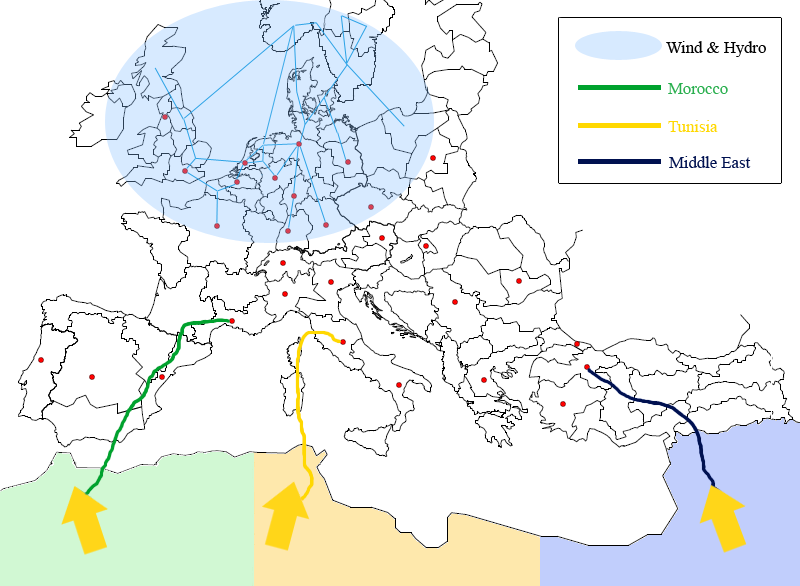 Wind & Hydro
Morocco
Tunisia
Middle East